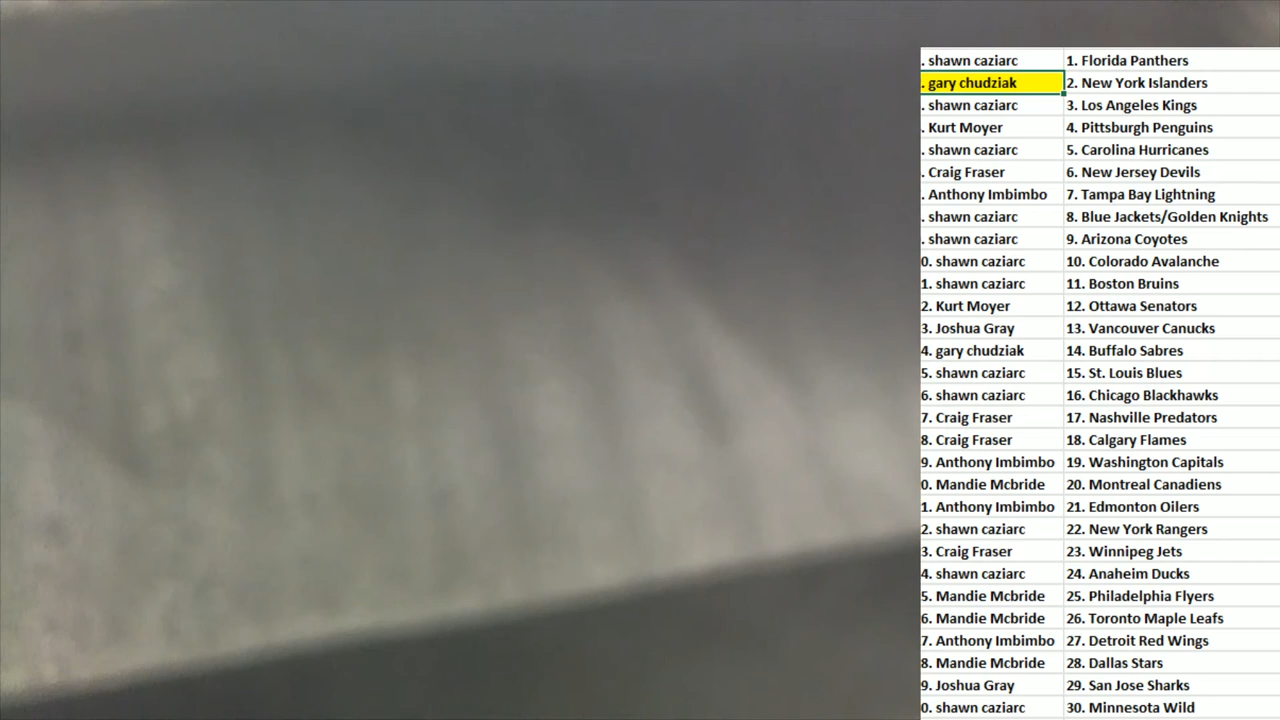 . shawn caziarc 1. Florida Panthers
. gary chudziak 2. New York Islanders
. shawn caziarc 3. Los Angeles Kings
. Kurt Moyer 4. Pittsburgh Penguins
. shawn caziarc 5. Carolina Hurricanes
. Craig Fraser 6. New Jersey Devils
. Anthony Imbimbo 7. Tampa Bay Lightning
. shawn caziarc 8. Blue Jackets/Golden Knights
. shawn caziarc 9. Arizona Coyotes
0. shawn caziarc 10. Colorado Avalanche
1. shawn caziarc 11. Boston Bruins
2. Kurt Moyer 12. Ottawa Senators
3. Joshua Gray 13. Vancouver Canucks
4. gary chudziak 14. Buffalo Sabres
5. shawn caziarc 15. St. Louis Blues
6. shawn caziarc 16. Chicago Blackhawks
7. Craig Fraser 17. Nashville Predators
8. Craig Fraser 18. Calgary Flames
9. Anthony Imbimbo 19. Washington Capitals
0. Mandie Mcbride 20. Montreal Canadiens
1. Anthony Imbimbo 21. Edmonton Oilers
2. shawn caziarc 22. New York Rangers
3. Craig Fraser 23. Winnipeg Jets
4. shawn caziarc 24. Anaheim Ducks
5. Mandie Mcbride 25. Philadelphia Flyers
6. Mandie Mcbride 26. Toronto Maple Leafs
7. Anthony Imbimbo 27. Detroit Red Wings
8. Mandie Mcbride 28. Dallas Stars
9. Joshua Gray 29. San Jose Sharks
0. shawn caziarc 30. Minnesota Wild